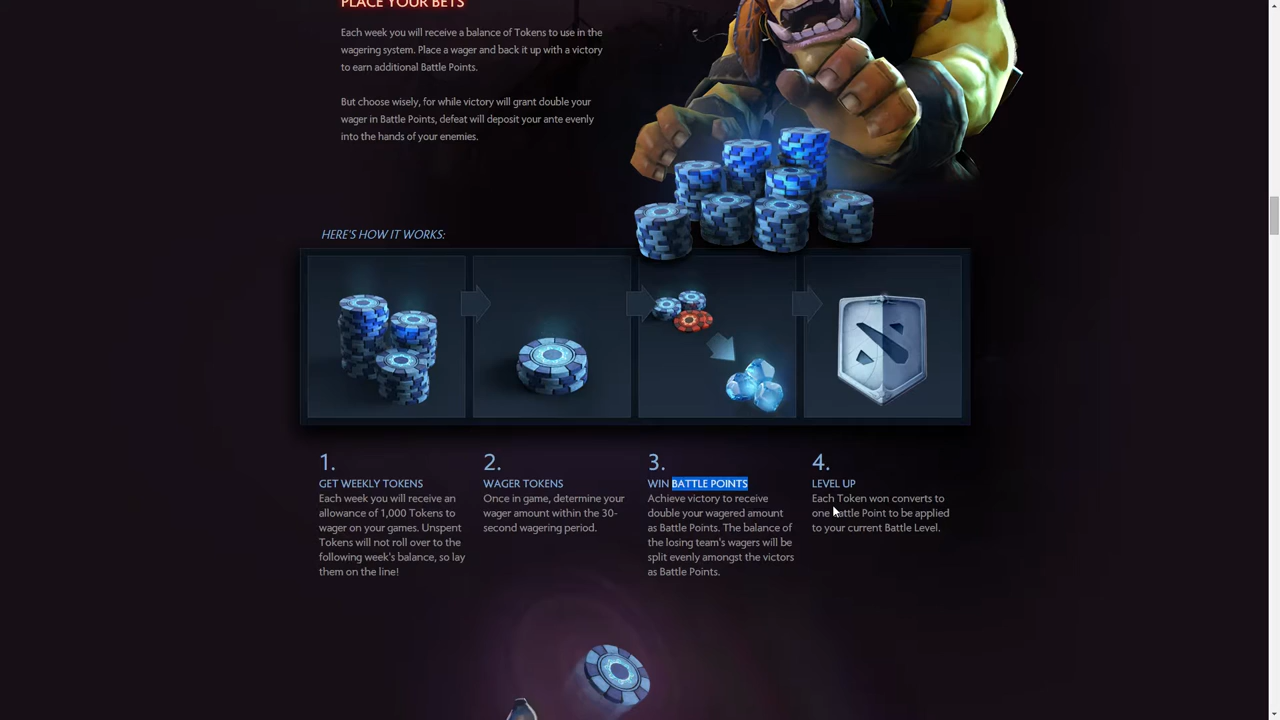 PLACE YOUR BETS
Each week you will receive a balance of Tokens to use in the
wagering system. Place a wager and back it up with a victory
to earn additional Battle Points.
But choose wisely, for while victory will grant double your
wager in Battle Points, defeat will deposit your ante evenly
into the hands of your enemies.
HERE'S HOW IT WORKS:
1.
GET WEEKLY TOKENS
Each week you will receive an
allowance of 1,000 Tokens to
wager on your games. Unspent
Tokens will not roll over to the
following week's balance, so lay
them on the line!
2.
WAGER TOKENS
Once in game, determine your
wager amount within the 30-
second wagering period.
3.
WIN BATTLE POINTS
Achieve victory to receive
double your wagered amount
as Battle Points. The balance of
the losing team's wagers will be
split evenly amongst the victors
as Battle Points.
4.
LEVEL UP
Each Token won converts to
one Battle Point to be applied
to your current Battle Level.